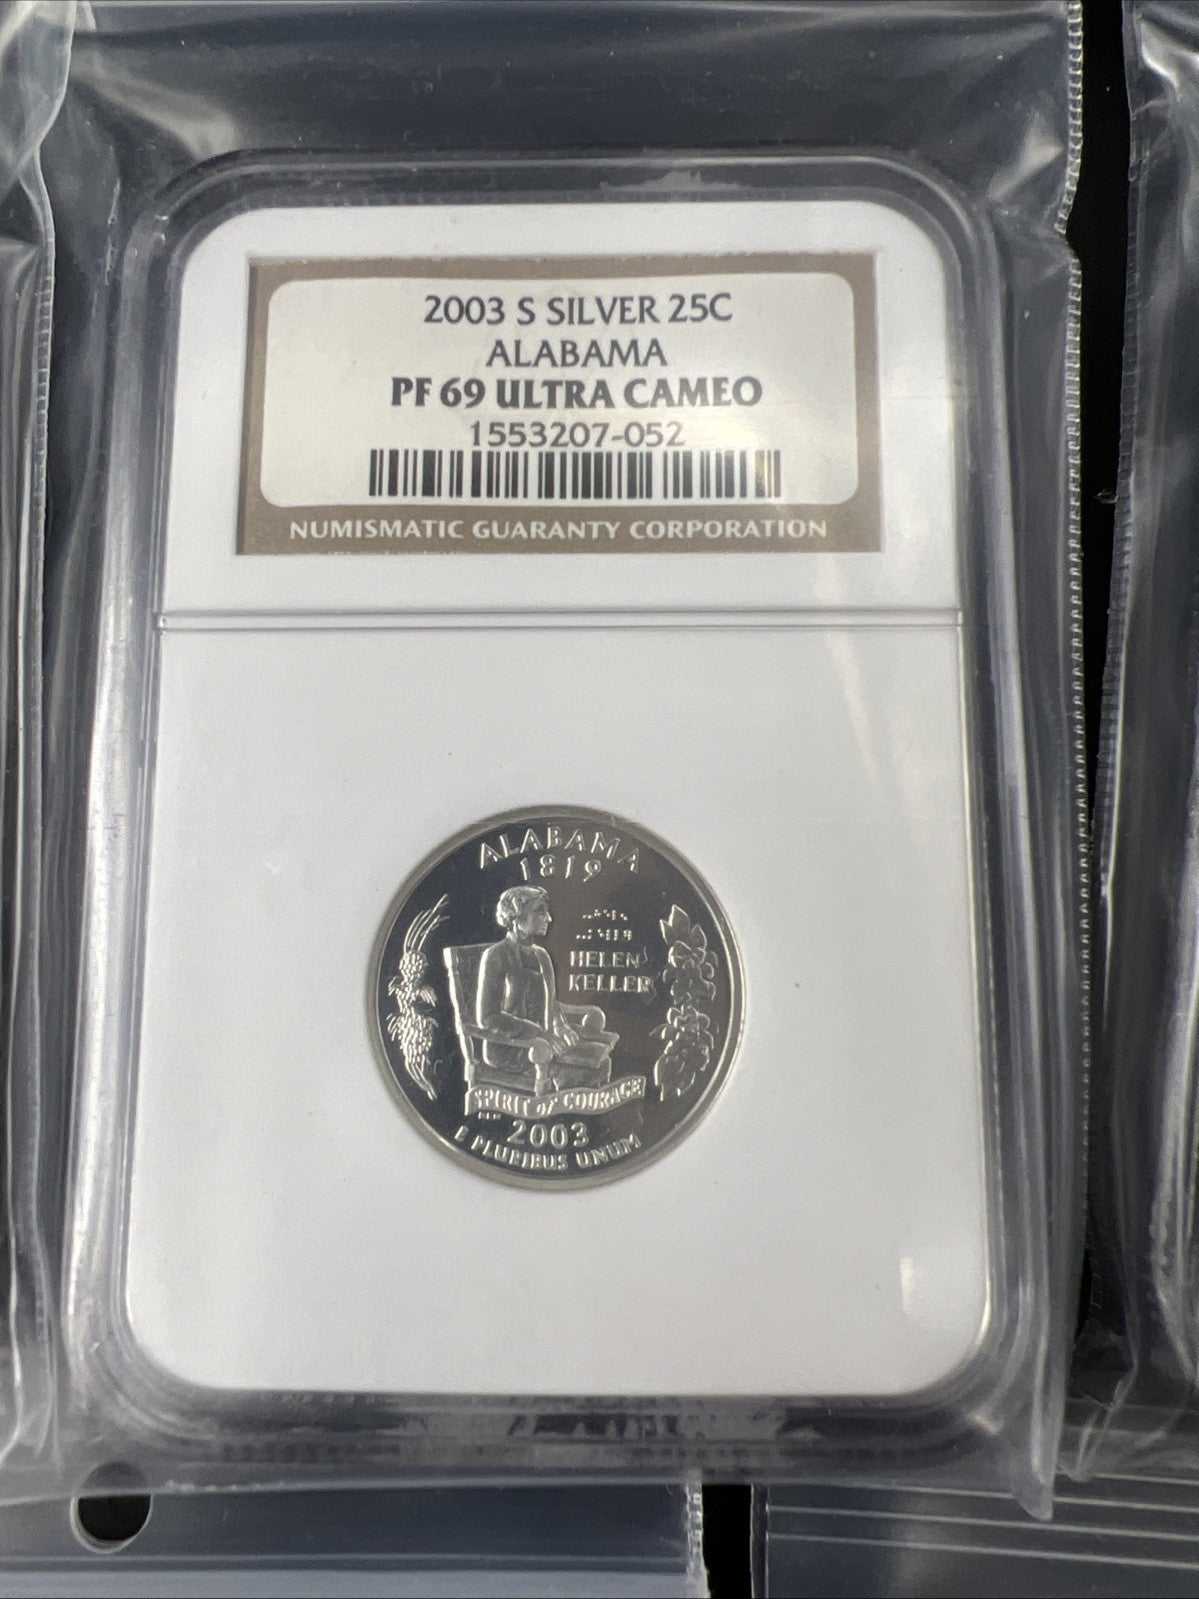 2003 S SILVER 25C
ALABAMA
PF 69 ULTRA CAMEO
1553207-052
NUMISMATIC GUARANTY CORPORATION
ALABAMA
1819
HELEN
KELLER
SPIRIT of COURAGE
2003
E PLURIBUS UNUM